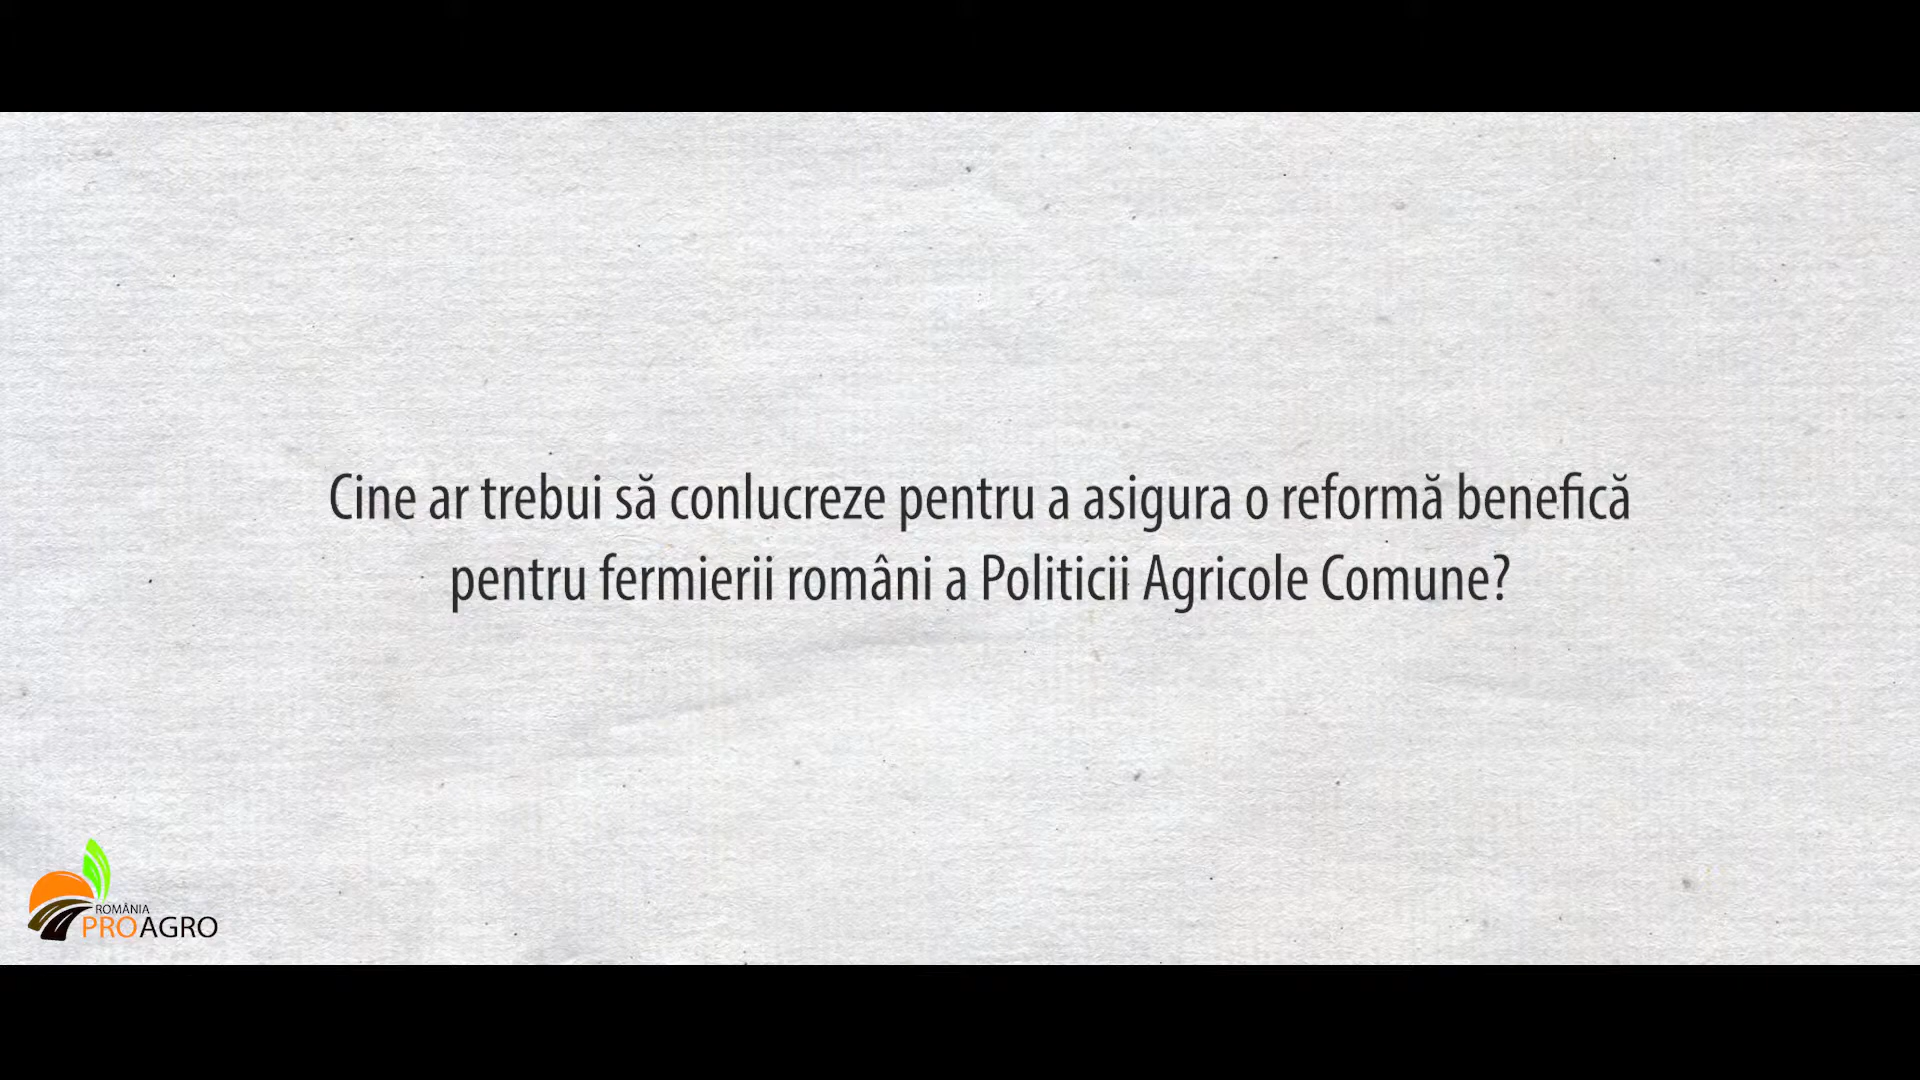 Cine ar trebui să conlucreze pentru a asigura o reformă benefică
pentru fermierii români a Politicii Agricole Comune?
ROMÂNIA
PROAGRO